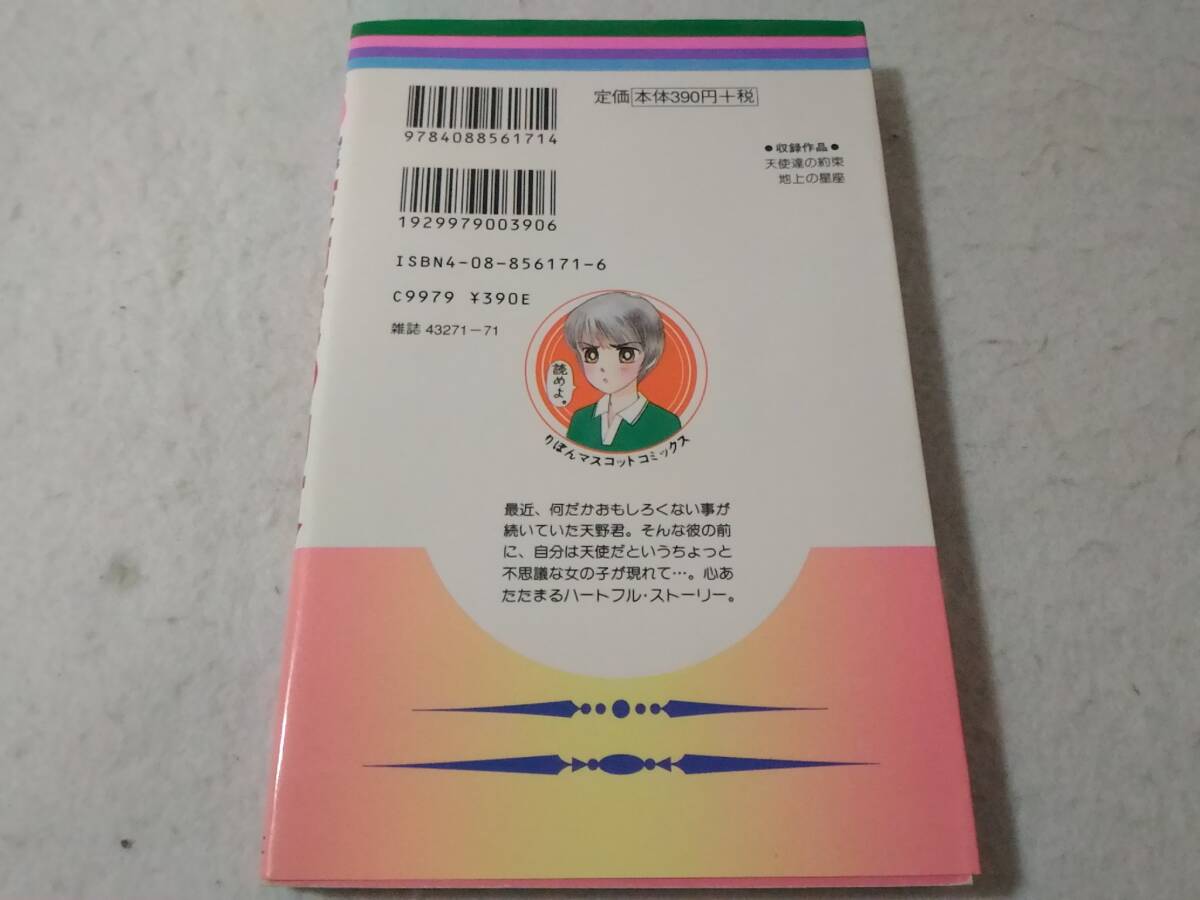 9784088561714
定価 本体390円+税
●収録作品●
天使達の約束
地上の星座
1929979003906
ISBN4-08-856171-6
C9979 ¥390E
雑誌 43271-71
読めよ。
りぼんマスコットコミックス
最近、何だかおもしろくない事が
続いていた天野君。そんな彼の前
に、自分は天使だというちょっと
不思議な女の子が現れて…。心あ
たたまるハートフル・ストーリー。